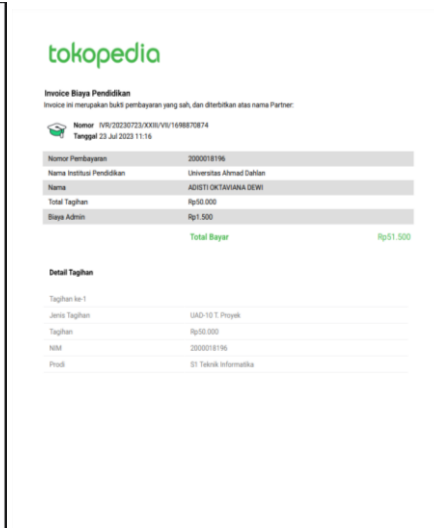 tokopedia
Invoice Biaya Pendidikan
Invoice ini merupakan bukti pembayaran yang sah, dan diterbitkan atas nama Partner:
Nomor IVR/20230723/XXIII/VII/1698870874
Tanggal 23 Jul 2023 11:16
Nomor Pembayaran 2000018196
Nama Institusi Pendidikan Universitas Ahmad Dahlan
Nama ADISTI OKTAVIANA DEWI
Total Tagihan Rp50.000
Biaya Admin Rp1.500
Total Bayar Rp51.500
Detail Tagihan
Tagihan ke-1
Jenis Tagihan UAD-10 T. Proyek
Tagihan Rp50.000
NIM 2000018196
Prodi S1 Teknik Informatika